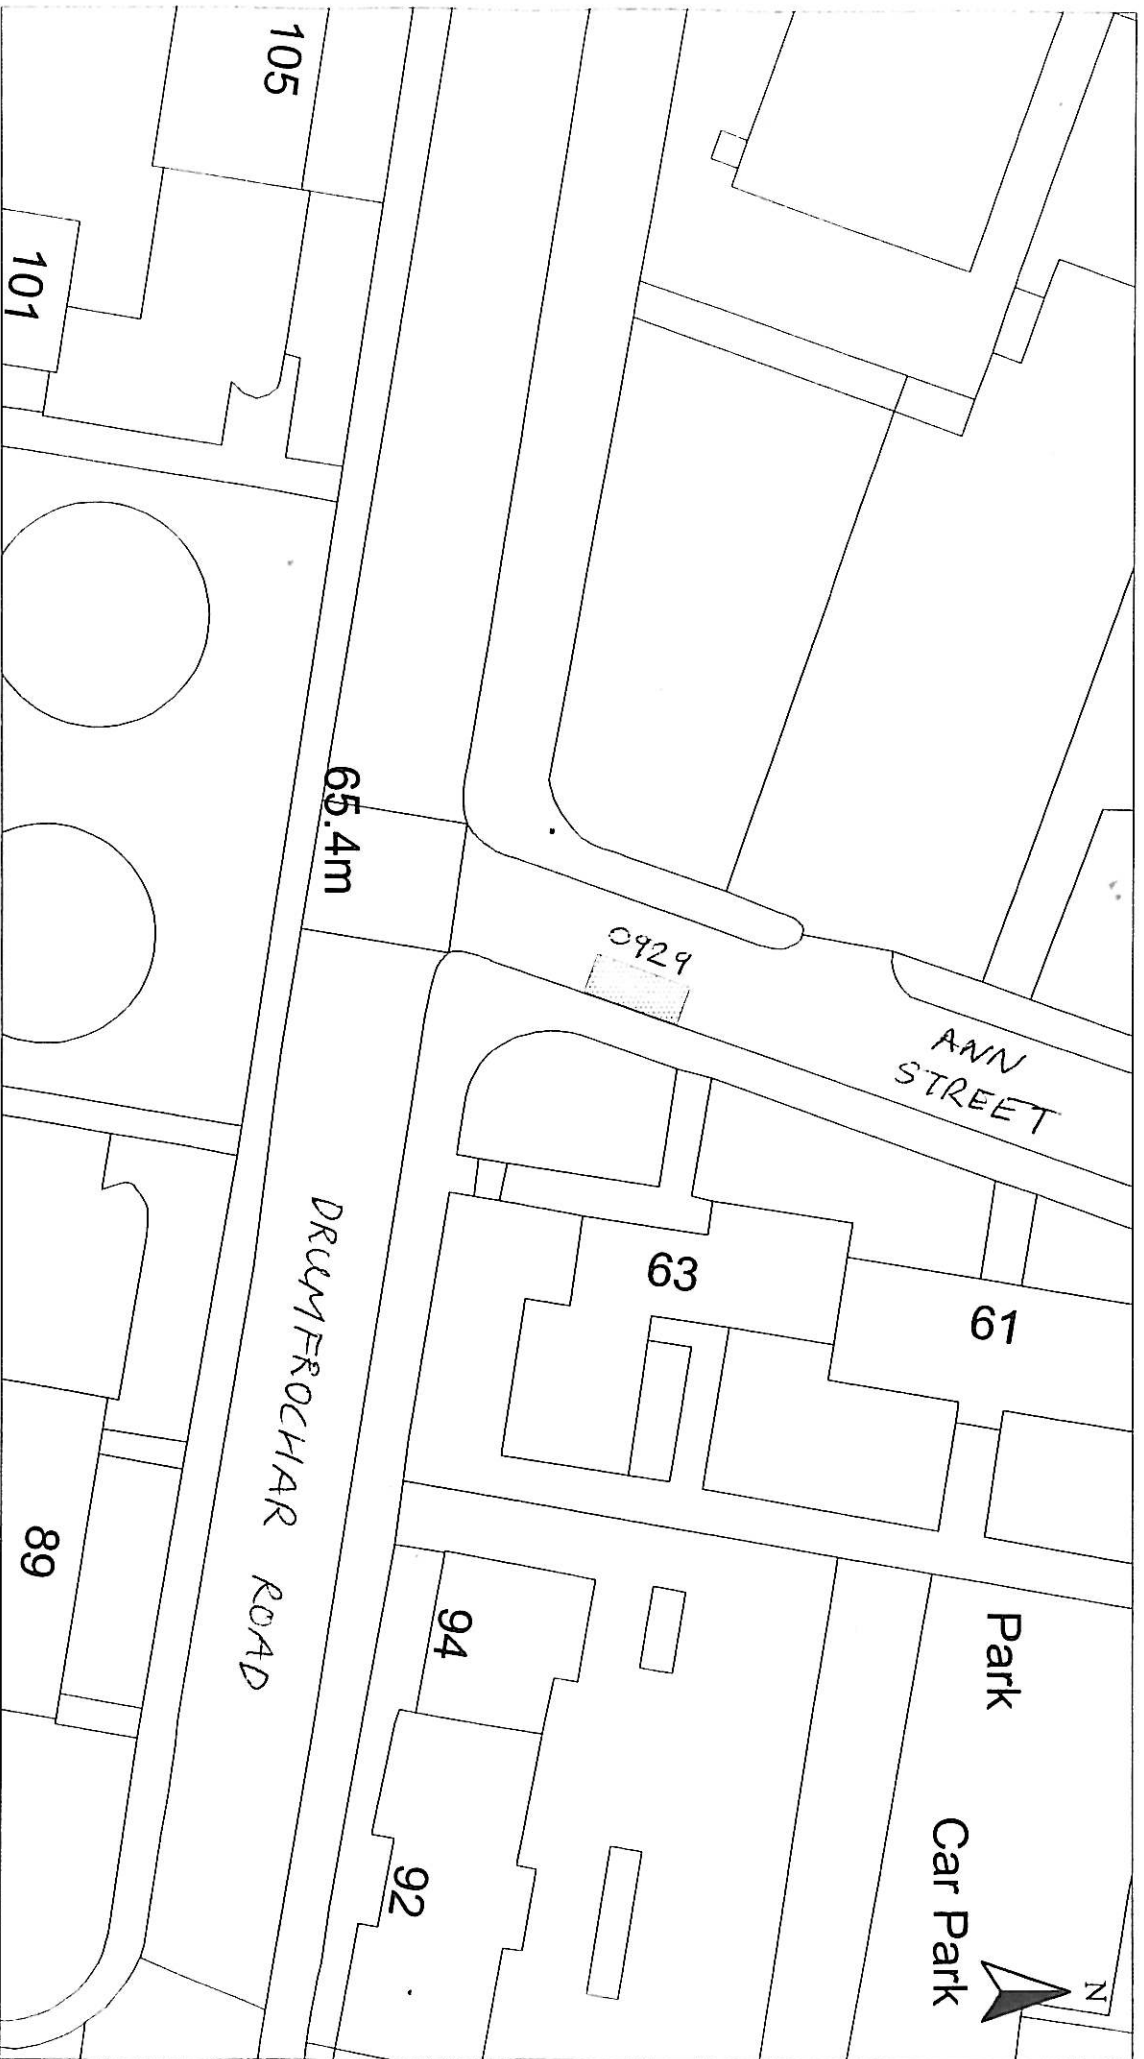 105
101
65.4m
0929
ANN
STREET
63
61
DRUMFROCHAR ROAD
89
94
92
Park
Car Park
N